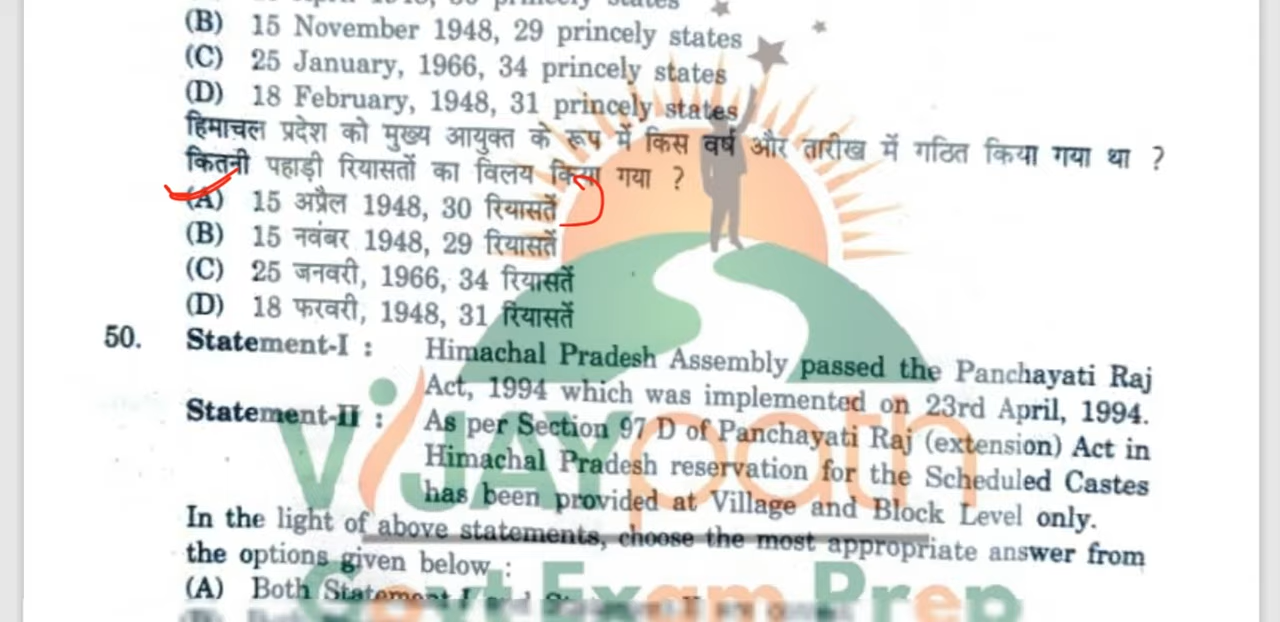 (B) 15 November 1948, 29 princely states
(C) 25 January, 1966, 34 princely states
(D) 18 February, 1948, 31 princely states
हिमाचल प्रदेश को मुख्य आयुक्त के रूप में किस वर्ष और तारीख में गठित किया गया था ?
कितनी पहाड़ी रियासतों का विलय किया गया ?
(A) 15 अप्रैल 1948, 30 रियासतें
(B) 15 नवंबर 1948, 29 रियासतें
(C) 25 जनवरी, 1966, 34 रियासतें
(D) 18 फरवरी, 1948, 31 रियासतें
50. Statement-I : Himachal Pradesh Assembly passed the Panchayati Raj
Act, 1994 which was implemented on 23rd April, 1994.
Statement-II : As per Section 97 D of Panchayati Raj (extension) Act in
Himachal Pradesh reservation for the Scheduled Castes
has been provided at Village and Block Level only.
In the light of above statements, choose the most appropriate answer from
the options given below :
(A) Both Statement-I and
ViJAYpath
Govt Exam Prep